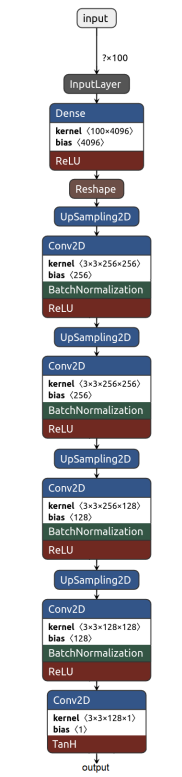 input
?×100
InputLayer
Dense
kernel ⟨100×4096⟩
bias ⟨4096⟩
ReLU
Reshape
UpSampling2D
Conv2D
kernel ⟨3×3×256×256⟩
bias ⟨256⟩
BatchNormalization
ReLU
UpSampling2D
Conv2D
kernel ⟨3×3×256×256⟩
bias ⟨256⟩
BatchNormalization
ReLU
UpSampling2D
Conv2D
kernel ⟨3×3×256×128⟩
bias ⟨128⟩
BatchNormalization
ReLU
UpSampling2D
Conv2D
kernel ⟨3×3×128×128⟩
bias ⟨128⟩
BatchNormalization
ReLU
Conv2D
kernel ⟨3×3×128×1⟩
bias ⟨1⟩
TanH
output